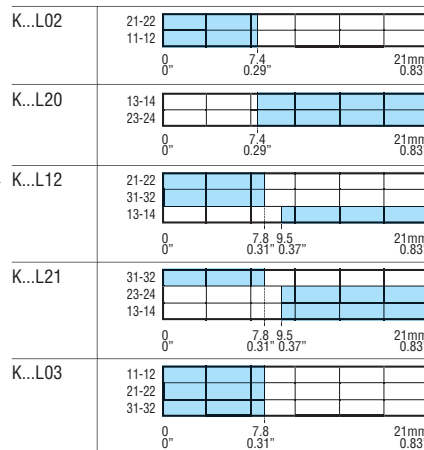 K...L02
21-22
11-12
0 7.4 21mm
0" 0.29" 0.83"
K...L20
13-14
23-24
0 7.4 21mm
0" 0.29" 0.83"
K...L12
21-22
31-32
13-14
0 7.8 9.5 21mm
0" 0.31" 0.37" 0.83"
K...L21
31-32
23-24
13-14
0 7.8 9.5 21mm
0" 0.31" 0.37" 0.83"
K...L03
11-12
21-22
31-32
0 7.8 21mm
0" 0.31" 0.83"